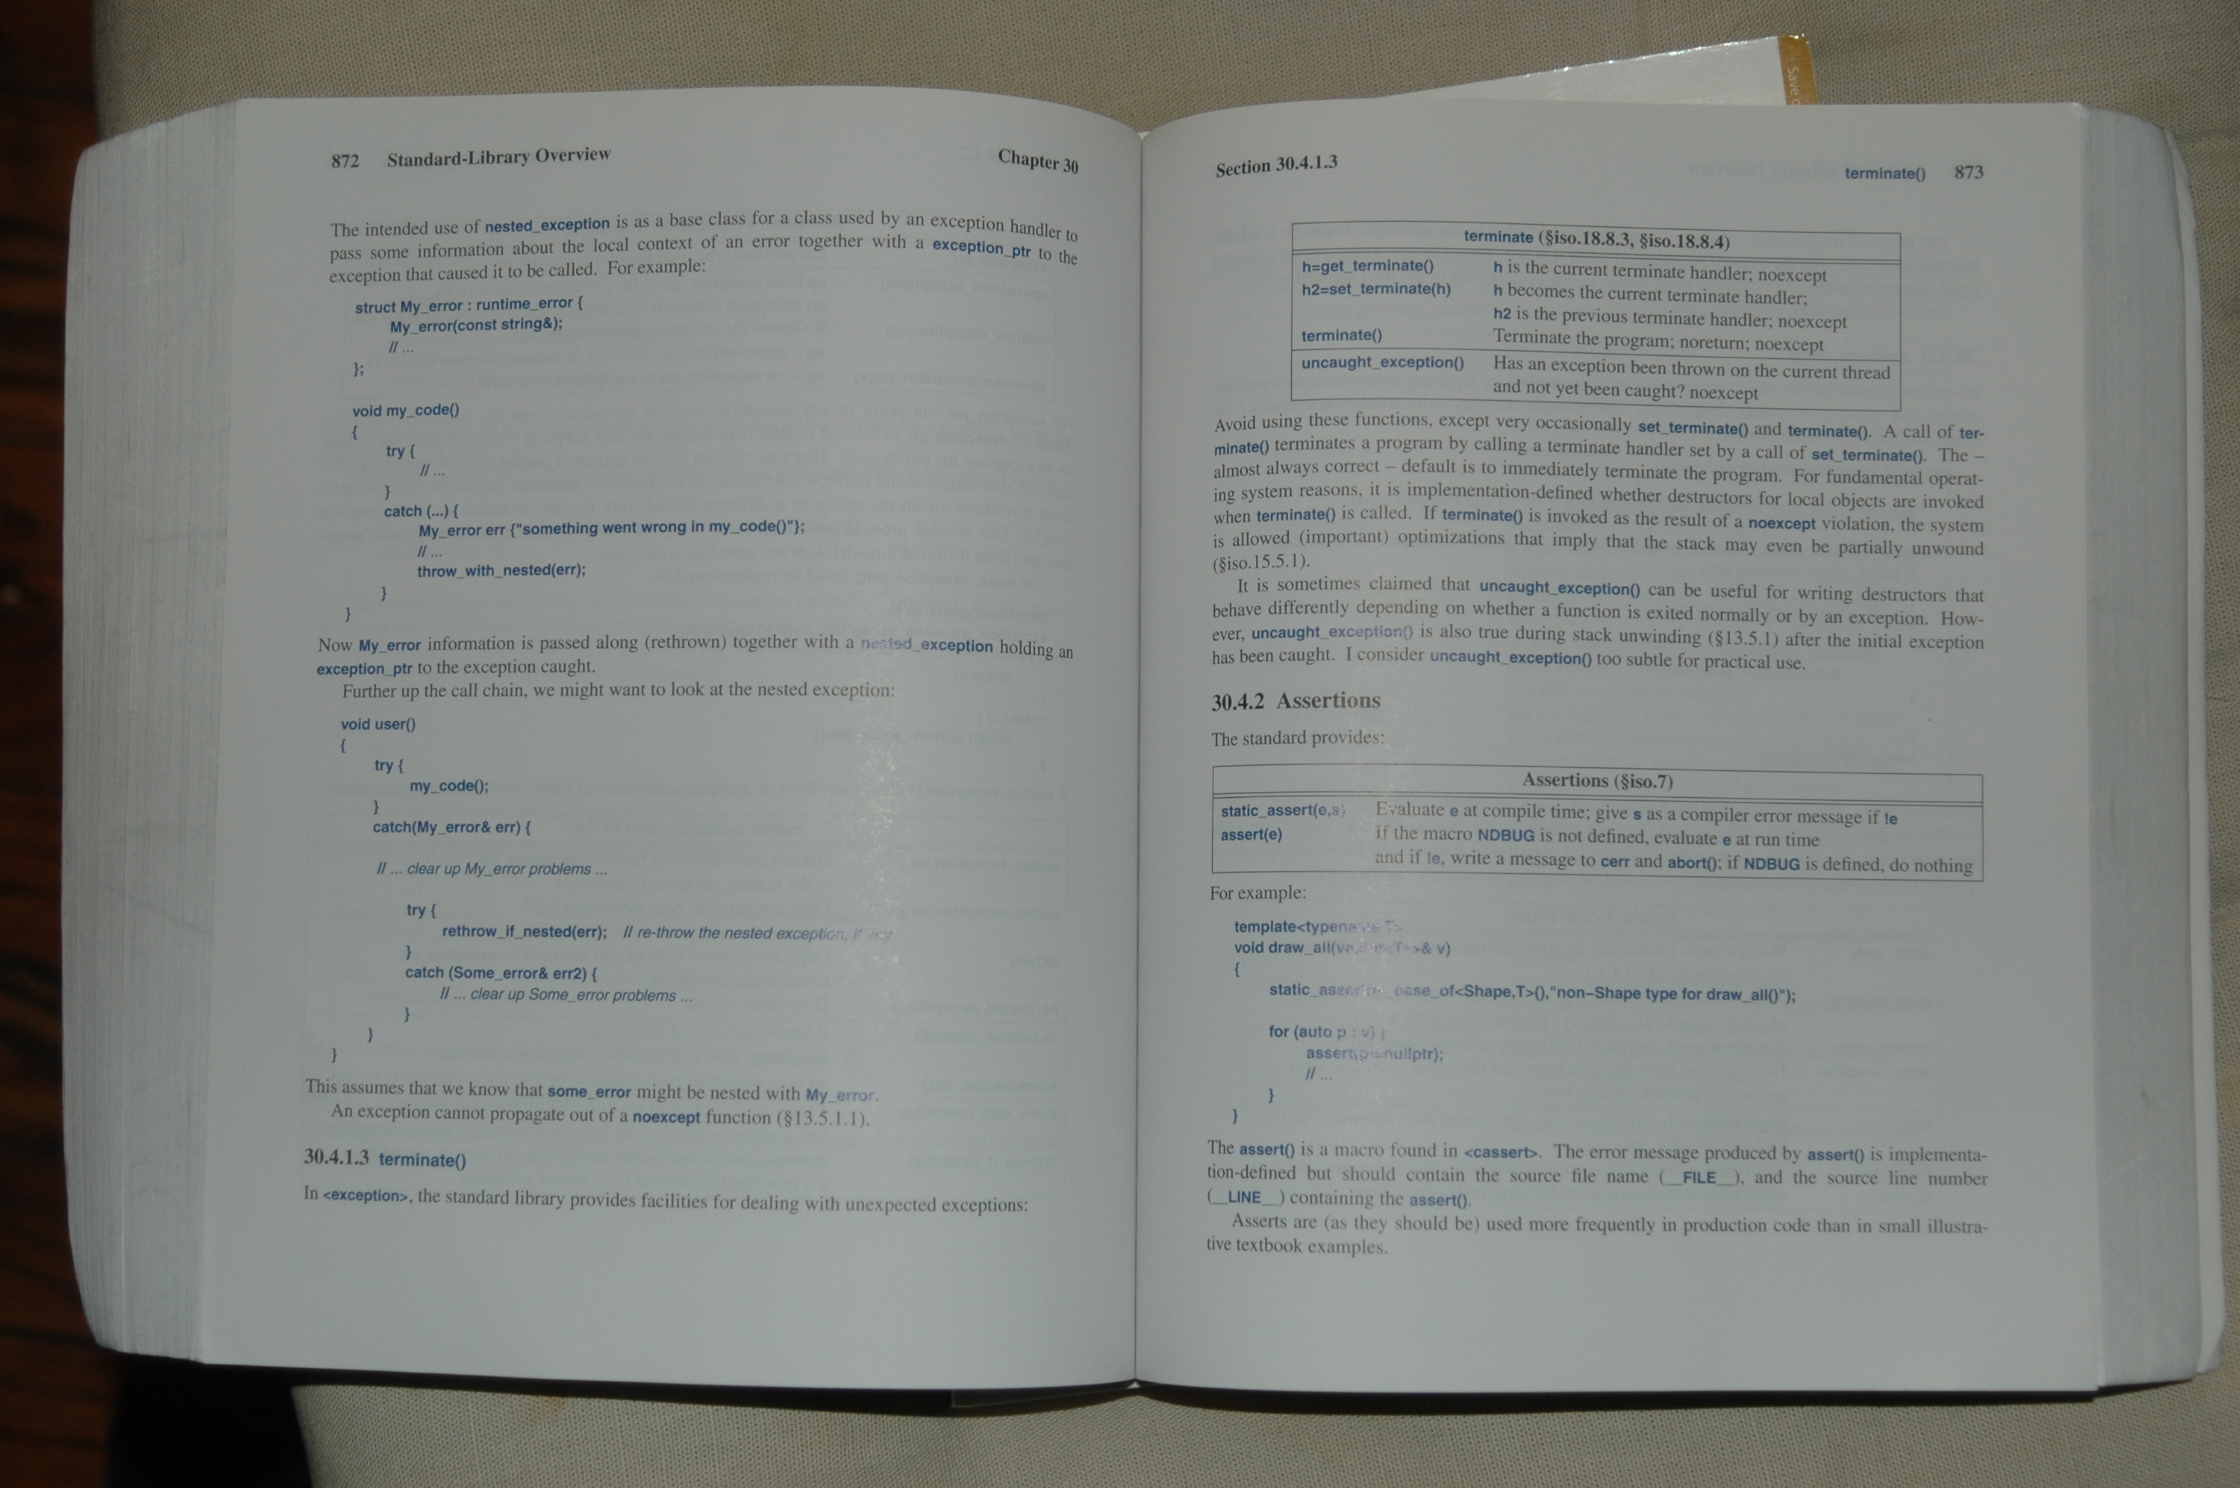 Save
872 Standard-Library Overview Chapter 30
The intended use of nested_exception is as a base class for a class used by an exception handler to
pass some information about the local context of an error together with a exception_ptr to the
exception that caused it to be called. For example:
struct My_error : runtime_error {
My_error(const string&);
// ...
};
void my_code()
{
try {
// ...
}
catch (...) {
My_error err {"something went wrong in my_code()"};
// ...
throw_with_nested(err);
}
}
Now My_error information is passed along (rethrown) together with a nested_exception holding an
exception_ptr to the exception caught.
Further up the call chain, we might want to look at the nested exception:
void user()
{
try {
my_code();
}
catch(My_error& err) {
// ... clear up My_error problems ...
try {
rethrow_if_nested(err); // re-throw the nested exception, if any
}
catch (Some_error& err2) {
// ... clear up Some_error problems ...
}
}
}
This assumes that we know that some_error might be nested with My_error.
An exception cannot propagate out of a noexcept function (§13.5.1.1).
30.4.1.3 terminate()
In <exception>, the standard library provides facilities for dealing with unexpected exceptions:
Section 30.4.1.3 terminate() 873
terminate (§iso.18.8.3, §iso.18.8.4)
h=get_terminate() h is the current terminate handler; noexcept
h2=set_terminate(h) h becomes the current terminate handler;
h2 is the previous terminate handler; noexcept
terminate() Terminate the program; noreturn; noexcept
uncaught_exception() Has an exception been thrown on the current thread
and not yet been caught? noexcept
Avoid using these functions, except very occasionally set_terminate() and terminate(). A call of ter-
minate() terminates a program by calling a terminate handler set by a call of set_terminate(). The –
almost always correct – default is to immediately terminate the program. For fundamental operat-
ing system reasons, it is implementation-defined whether destructors for local objects are invoked
when terminate() is called. If terminate() is invoked as the result of a noexcept violation, the system
is allowed (important) optimizations that imply that the stack may even be partially unwound
(§iso.15.5.1).
It is sometimes claimed that uncaught_exception() can be useful for writing destructors that
behave differently depending on whether a function is exited normally or by an exception. How-
ever, uncaught_exception() is also true during stack unwinding (§13.5.1) after the initial exception
has been caught. I consider uncaught_exception() too subtle for practical use.
30.4.2 Assertions
The standard provides:
Assertions (§iso.7)
static_assert(e,s) Evaluate e at compile time; give s as a compiler error message if !e
assert(e) if the macro NDBUG is not defined, evaluate e at run time
and if !e, write a message to cerr and abort(); if NDBUG is defined, do nothing
For example:
template<typename T>
void draw_all(vector<T*>& v)
{
static_assert(is_base_of<Shape,T>(),"non–Shape type for draw_all()");
for (auto p : v) {
assert(p!=nullptr);
// ...
}
}
The assert() is a macro found in <cassert>. The error message produced by assert() is implementa-
tion-defined but should contain the source file name (__FILE__), and the source line number
(__LINE__) containing the assert().
Asserts are (as they should be) used more frequently in production code than in small illustra-
tive textbook examples.